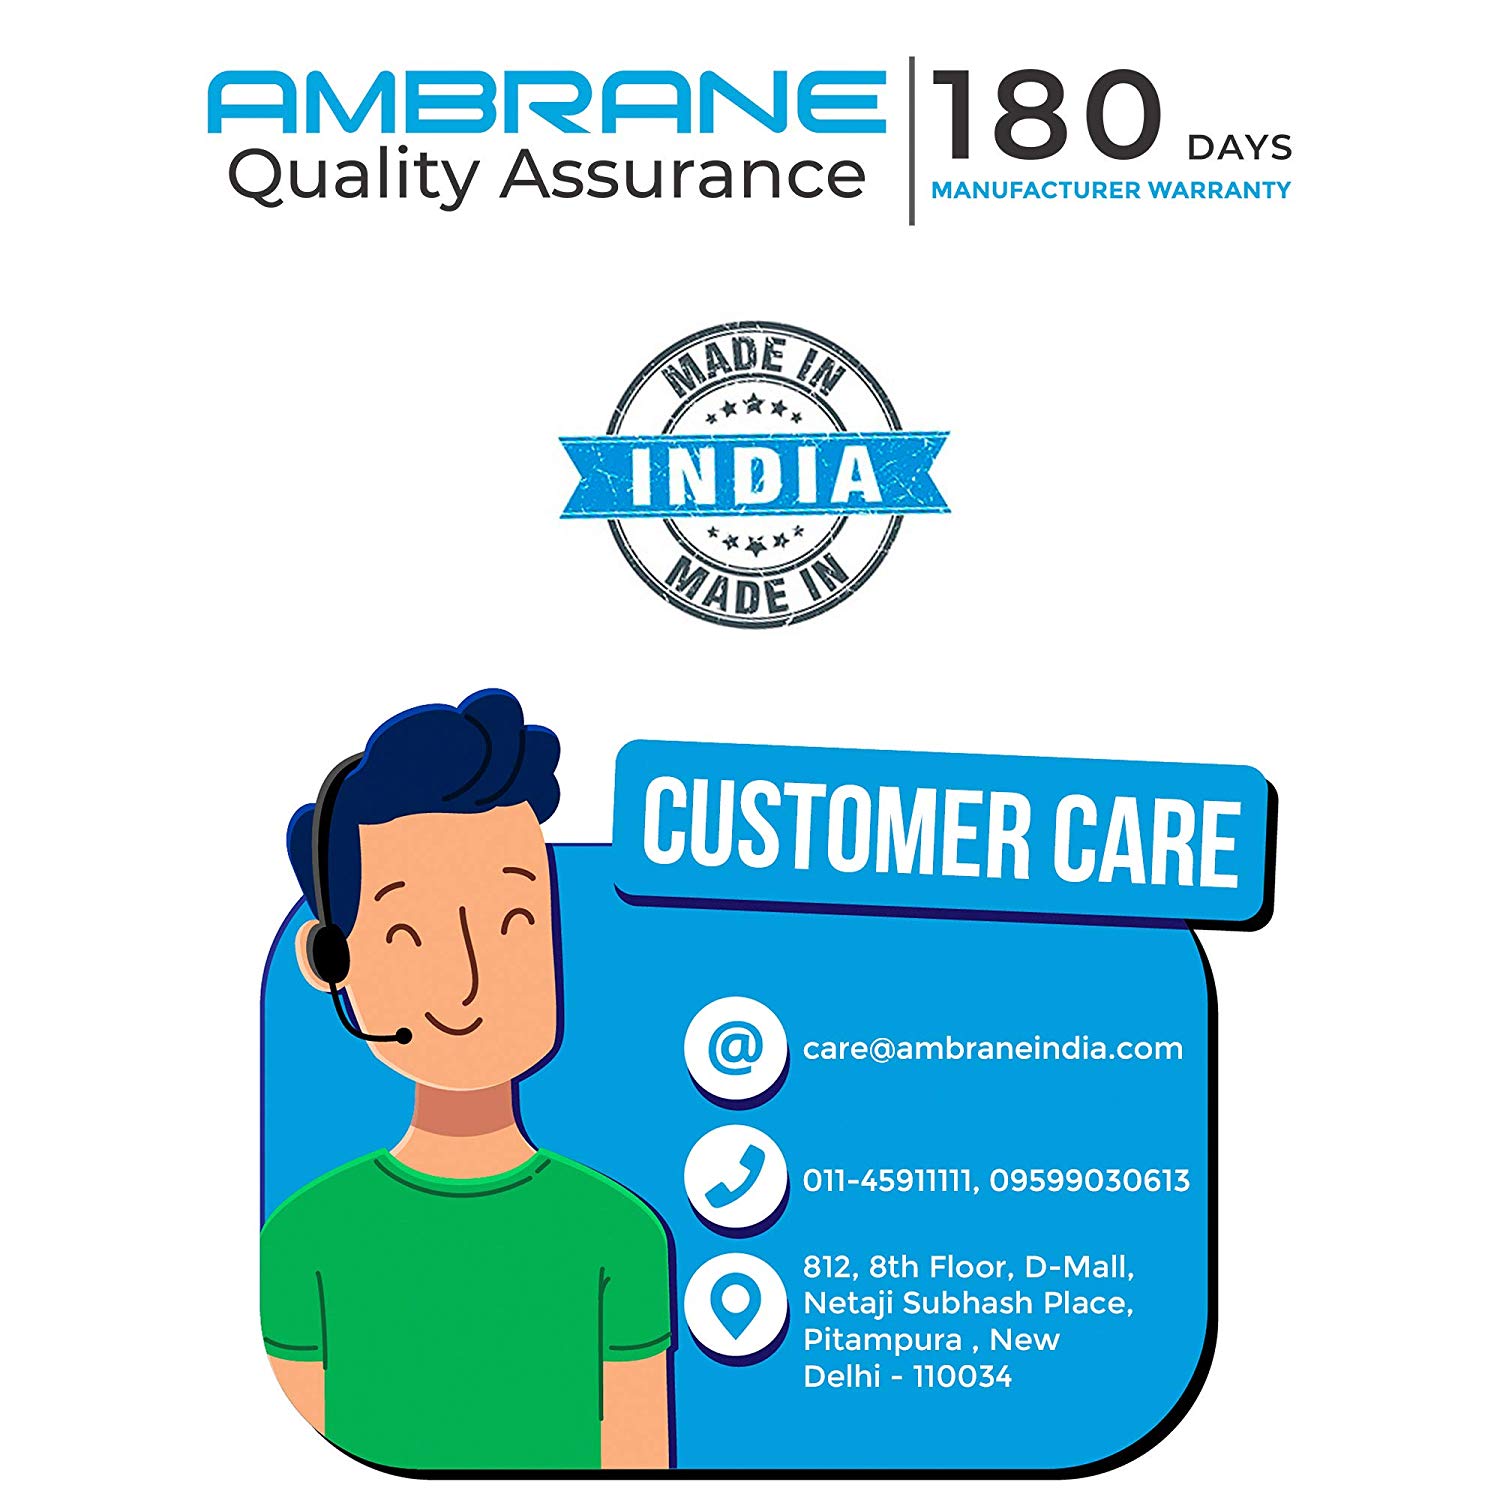 AMBRANE
Quality Assurance
180 DAYS
MANUFACTURER WARRANTY
MADE IN
INDIA
MADE IN
CUSTOMER CARE
@ care@ambraneindia.com
011-45911111, 09599030613
812, 8th Floor, D-Mall,
Netaji Subhash Place,
Pitampura , New
Delhi - 110034